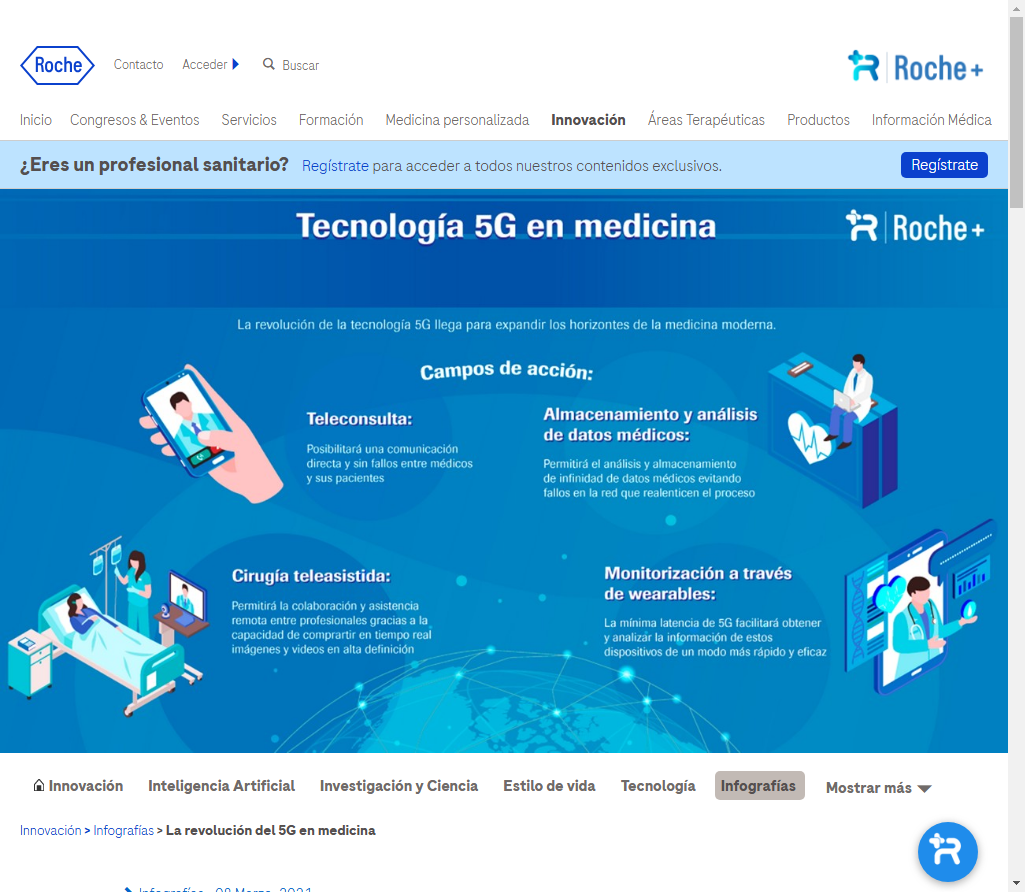 Roche
Contacto
Acceder
Buscar
Roche+
Inicio
Congresos & Eventos
Servicios
Formación
Medicina personalizada
Innovación
Áreas Terapéuticas
Productos
Información Médica
¿Eres un profesional sanitario?
Regístrate para acceder a todos nuestros contenidos exclusivos.
Regístrate
Tecnología 5G en medicina
Roche+
La revolución de la tecnología 5G llega para expandir los horizontes de la medicina moderna.
Campos de acción:
Teleconsulta:
Posibilitará una comunicación
directa y sin fallos entre médicos
y sus pacientes
Almacenamiento y análisis
de datos médicos:
Permitirá el análisis y almacenamiento
de infinidad de datos médicos evitando
fallos en la red que realenticen el proceso
Cirugía teleasistida:
Permitirá la colaboración y asistencia
remota entre profesionales gracias a la
capacidad de comprartir en tiempo real
imágenes y videos en alta definición
Monitorización a través
de wearables:
La mínima latencia de 5G facilitará obtener
y analizar la información de estos
dispositivos de un modo más rápido y eficaz
Innovación
Inteligencia Artificial
Investigación y Ciencia
Estilo de vida
Tecnología
Infografías
Mostrar más
Innovación > Infografías > La revolución del 5G en medicina
Infografías - 08 Marzo, 2021